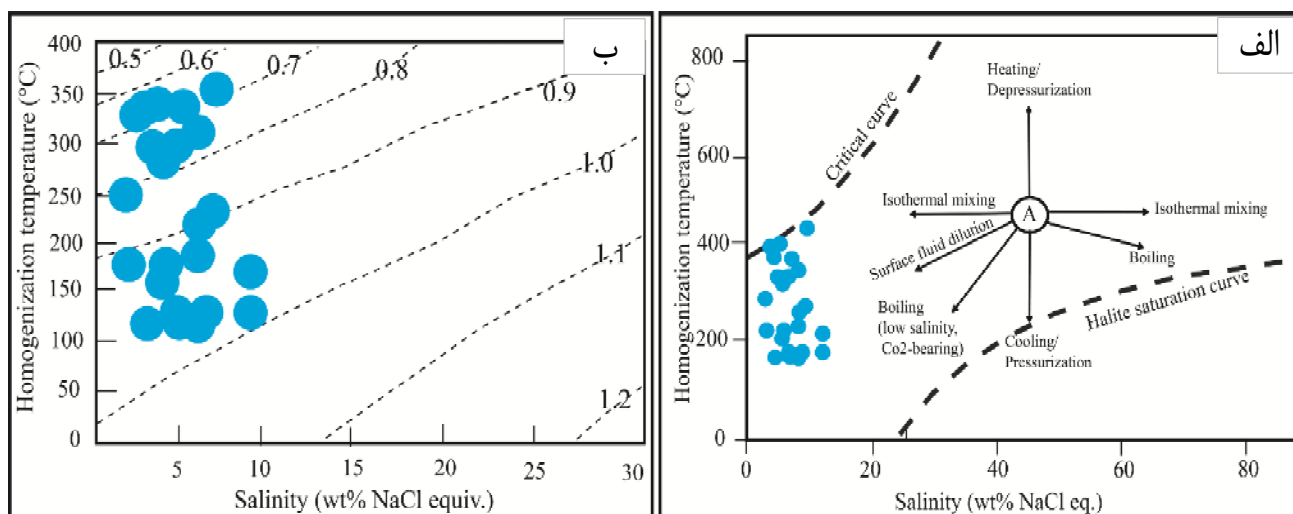 ب
400
350
300
250
200
150
100
50
0
Homogenization temperature (°C)
0.5
0.6
0.7
0.8
0.9
1.0
1.1
1.2
5
10
15
20
25
30
Salinity (wt% NaCl equiv.)
الف
800
600
400
200
0
Homogenization temperature (°C)
Heating/
Depressurization
Critical curve
Isothermal mixing
A
Isothermal mixing
Surface fluid dilurion
Boiling
Boiling
(low salinity,
Co2-bearing)
Cooling/
Pressurization
Halite saturation curve
0
20
40
60
80
Salinity (wt% NaCl eq.)